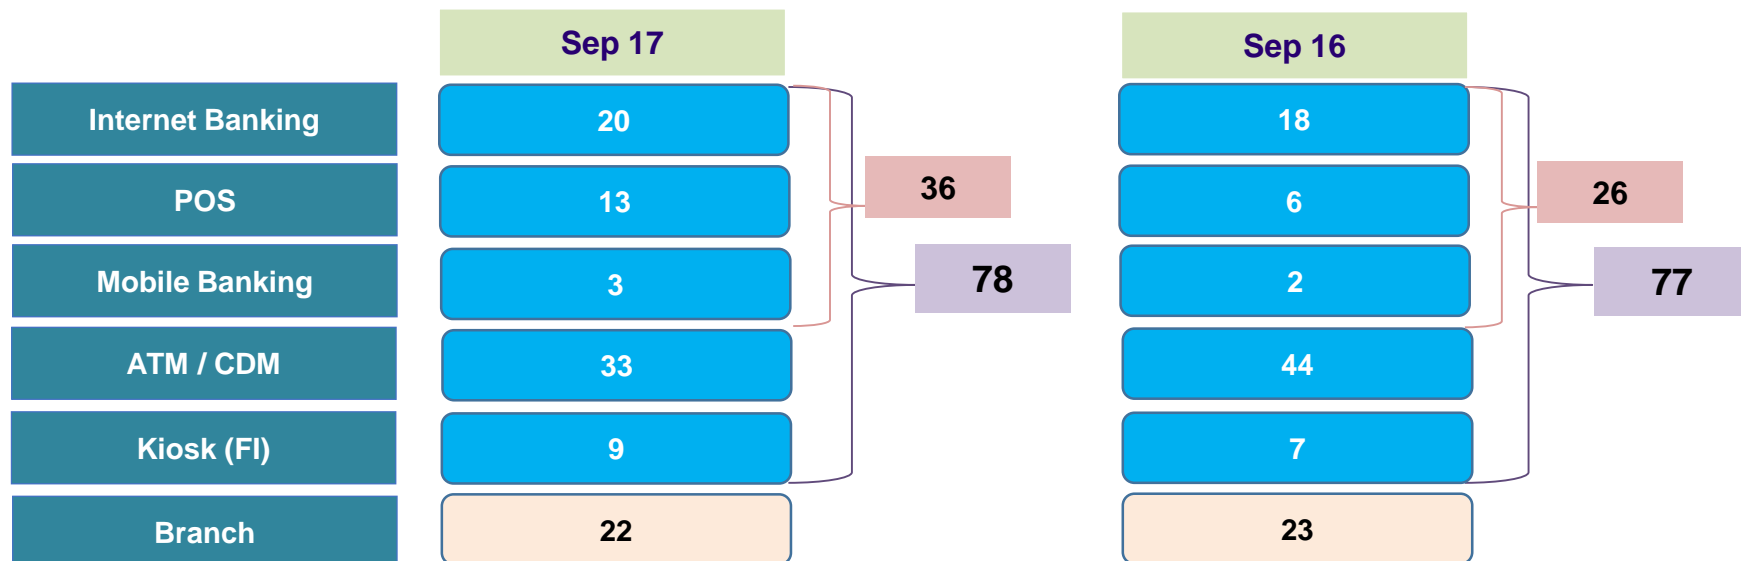 Sep 17 Sep 16
Internet Banking 20 18
POS 13 36 6 26
Mobile Banking 3 78 2 77
ATM / CDM 33 44
Kiosk (FI) 9 7
Branch 22 23